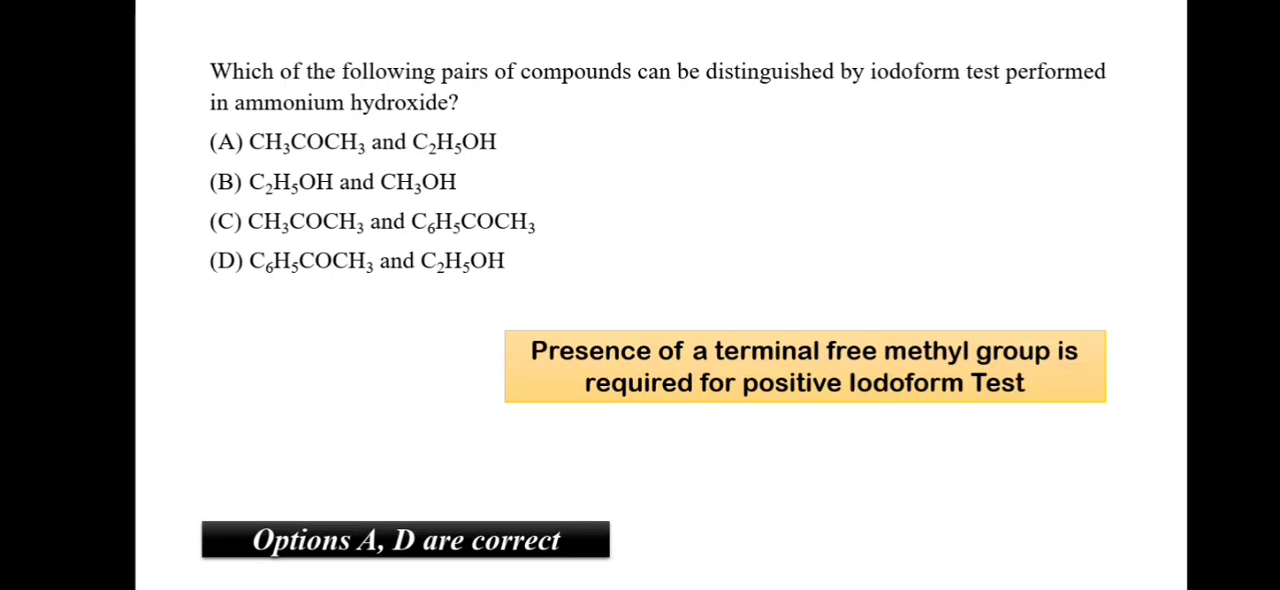 Which of the following pairs of compounds can be distinguished by iodoform test performed
in ammonium hydroxide?
(A) CH₃COCH₃ and C₂H₅OH
(B) C₂H₅OH and CH₃OH
(C) CH₃COCH₃ and C₆H₅COCH₃
(D) C₆H₅COCH₃ and C₂H₅OH
Presence of a terminal free methyl group is
required for positive Iodoform Test
Options A, D are correct